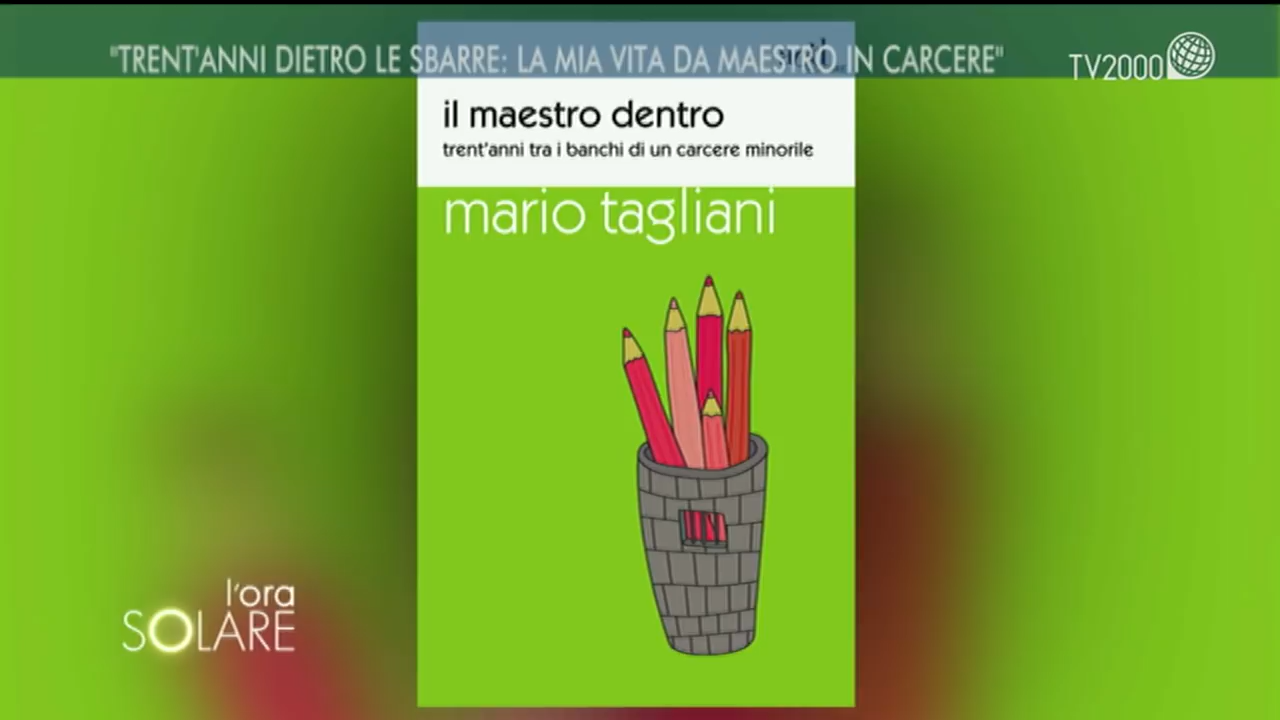 "TRENT'ANNI DIETRO LE SBARRE: LA MIA VITA DA MAESTRO IN CARCERE"
TV2000
il maestro dentro
trent'anni tra i banchi di un carcere minorile
mario tagliani
l'ora
SOLARE